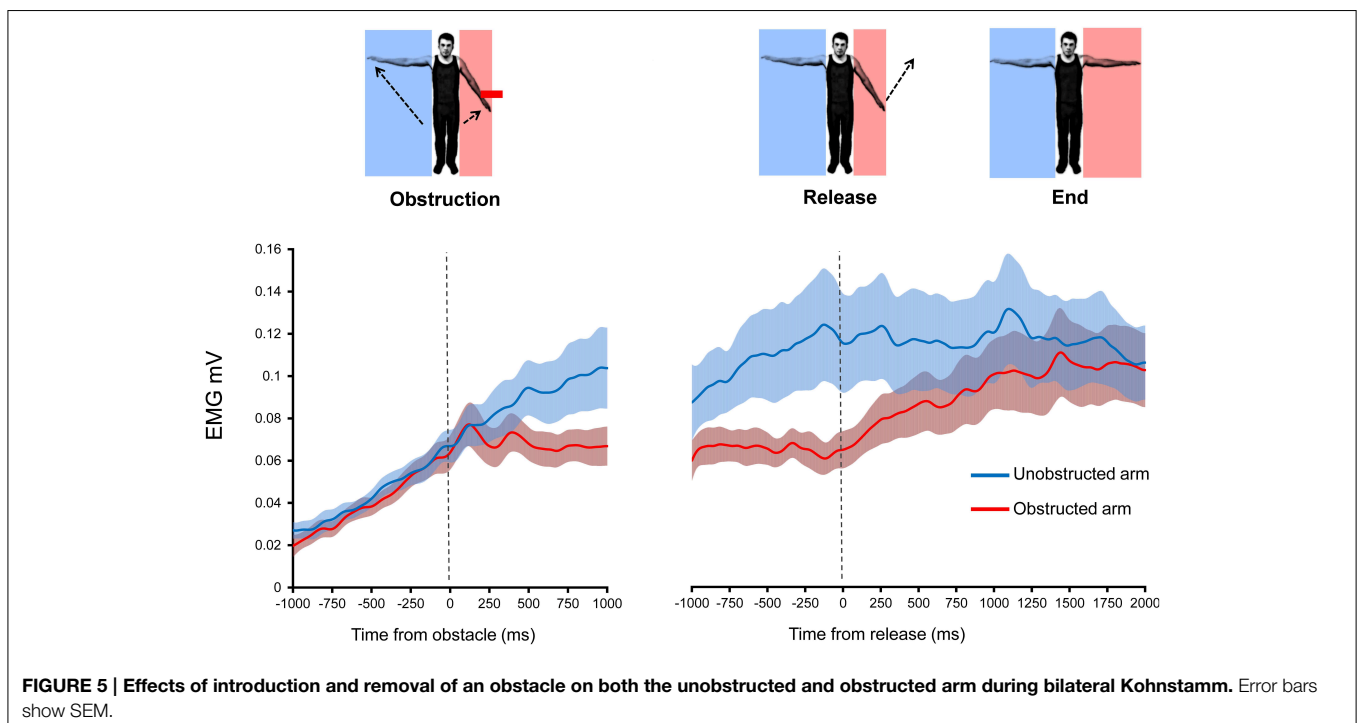 Obstruction
Release
End
0.16
0.14
0.12
0.1
0.08
0.06
0.04
0.02
0
EMG mV
-1000 -750 -500 -250 0 250 500 750 1000
Time from obstacle (ms)
-1000 -750 -500 -250 0 250 500 750 1000 1250 1500 1750 2000
Time from release (ms)
Unobstructed arm
Obstructed arm
FIGURE 5 | Effects of introduction and removal of an obstacle on both the unobstructed and obstructed arm during bilateral Kohnstamm. Error bars
show SEM.